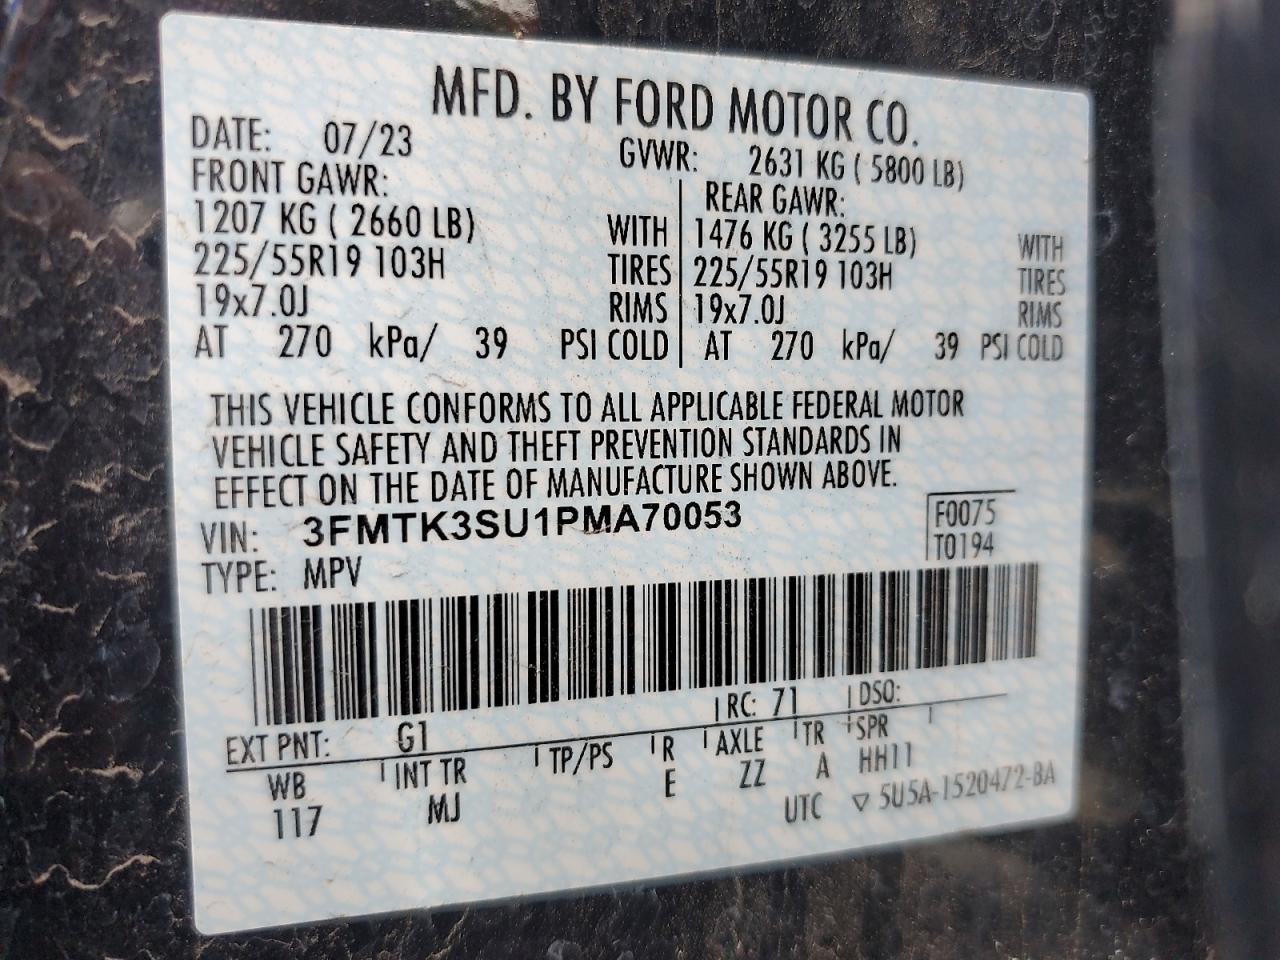 MFD. BY FORD MOTOR CO.
DATE: 07/23 GVWR: 2631 KG ( 5800 LB)
FRONT GAWR: REAR GAWR:
1207 KG ( 2660 LB) WITH 1476 KG ( 3255 LB) WITH
225/55R19 103H TIRES 225/55R19 103H TIRES
19x7.0J RIMS 19x7.0J RIMS
AT 270 kPa/ 39 PSI COLD AT 270 kPa/ 39 PSI COLD
THIS VEHICLE CONFORMS TO ALL APPLICABLE FEDERAL MOTOR
VEHICLE SAFETY AND THEFT PREVENTION STANDARDS IN
EFFECT ON THE DATE OF MANUFACTURE SHOWN ABOVE.
VIN: 3FMTK3SU1PMA70053 F0075
TYPE: MPV T0194
EXT PNT: G1 RC: 71 DSO:
WB INT TR TP/PS R AXLE TR SPR
117 MJ E ZZ A HH11
UTC ▽ 5U5A-1520472-BA